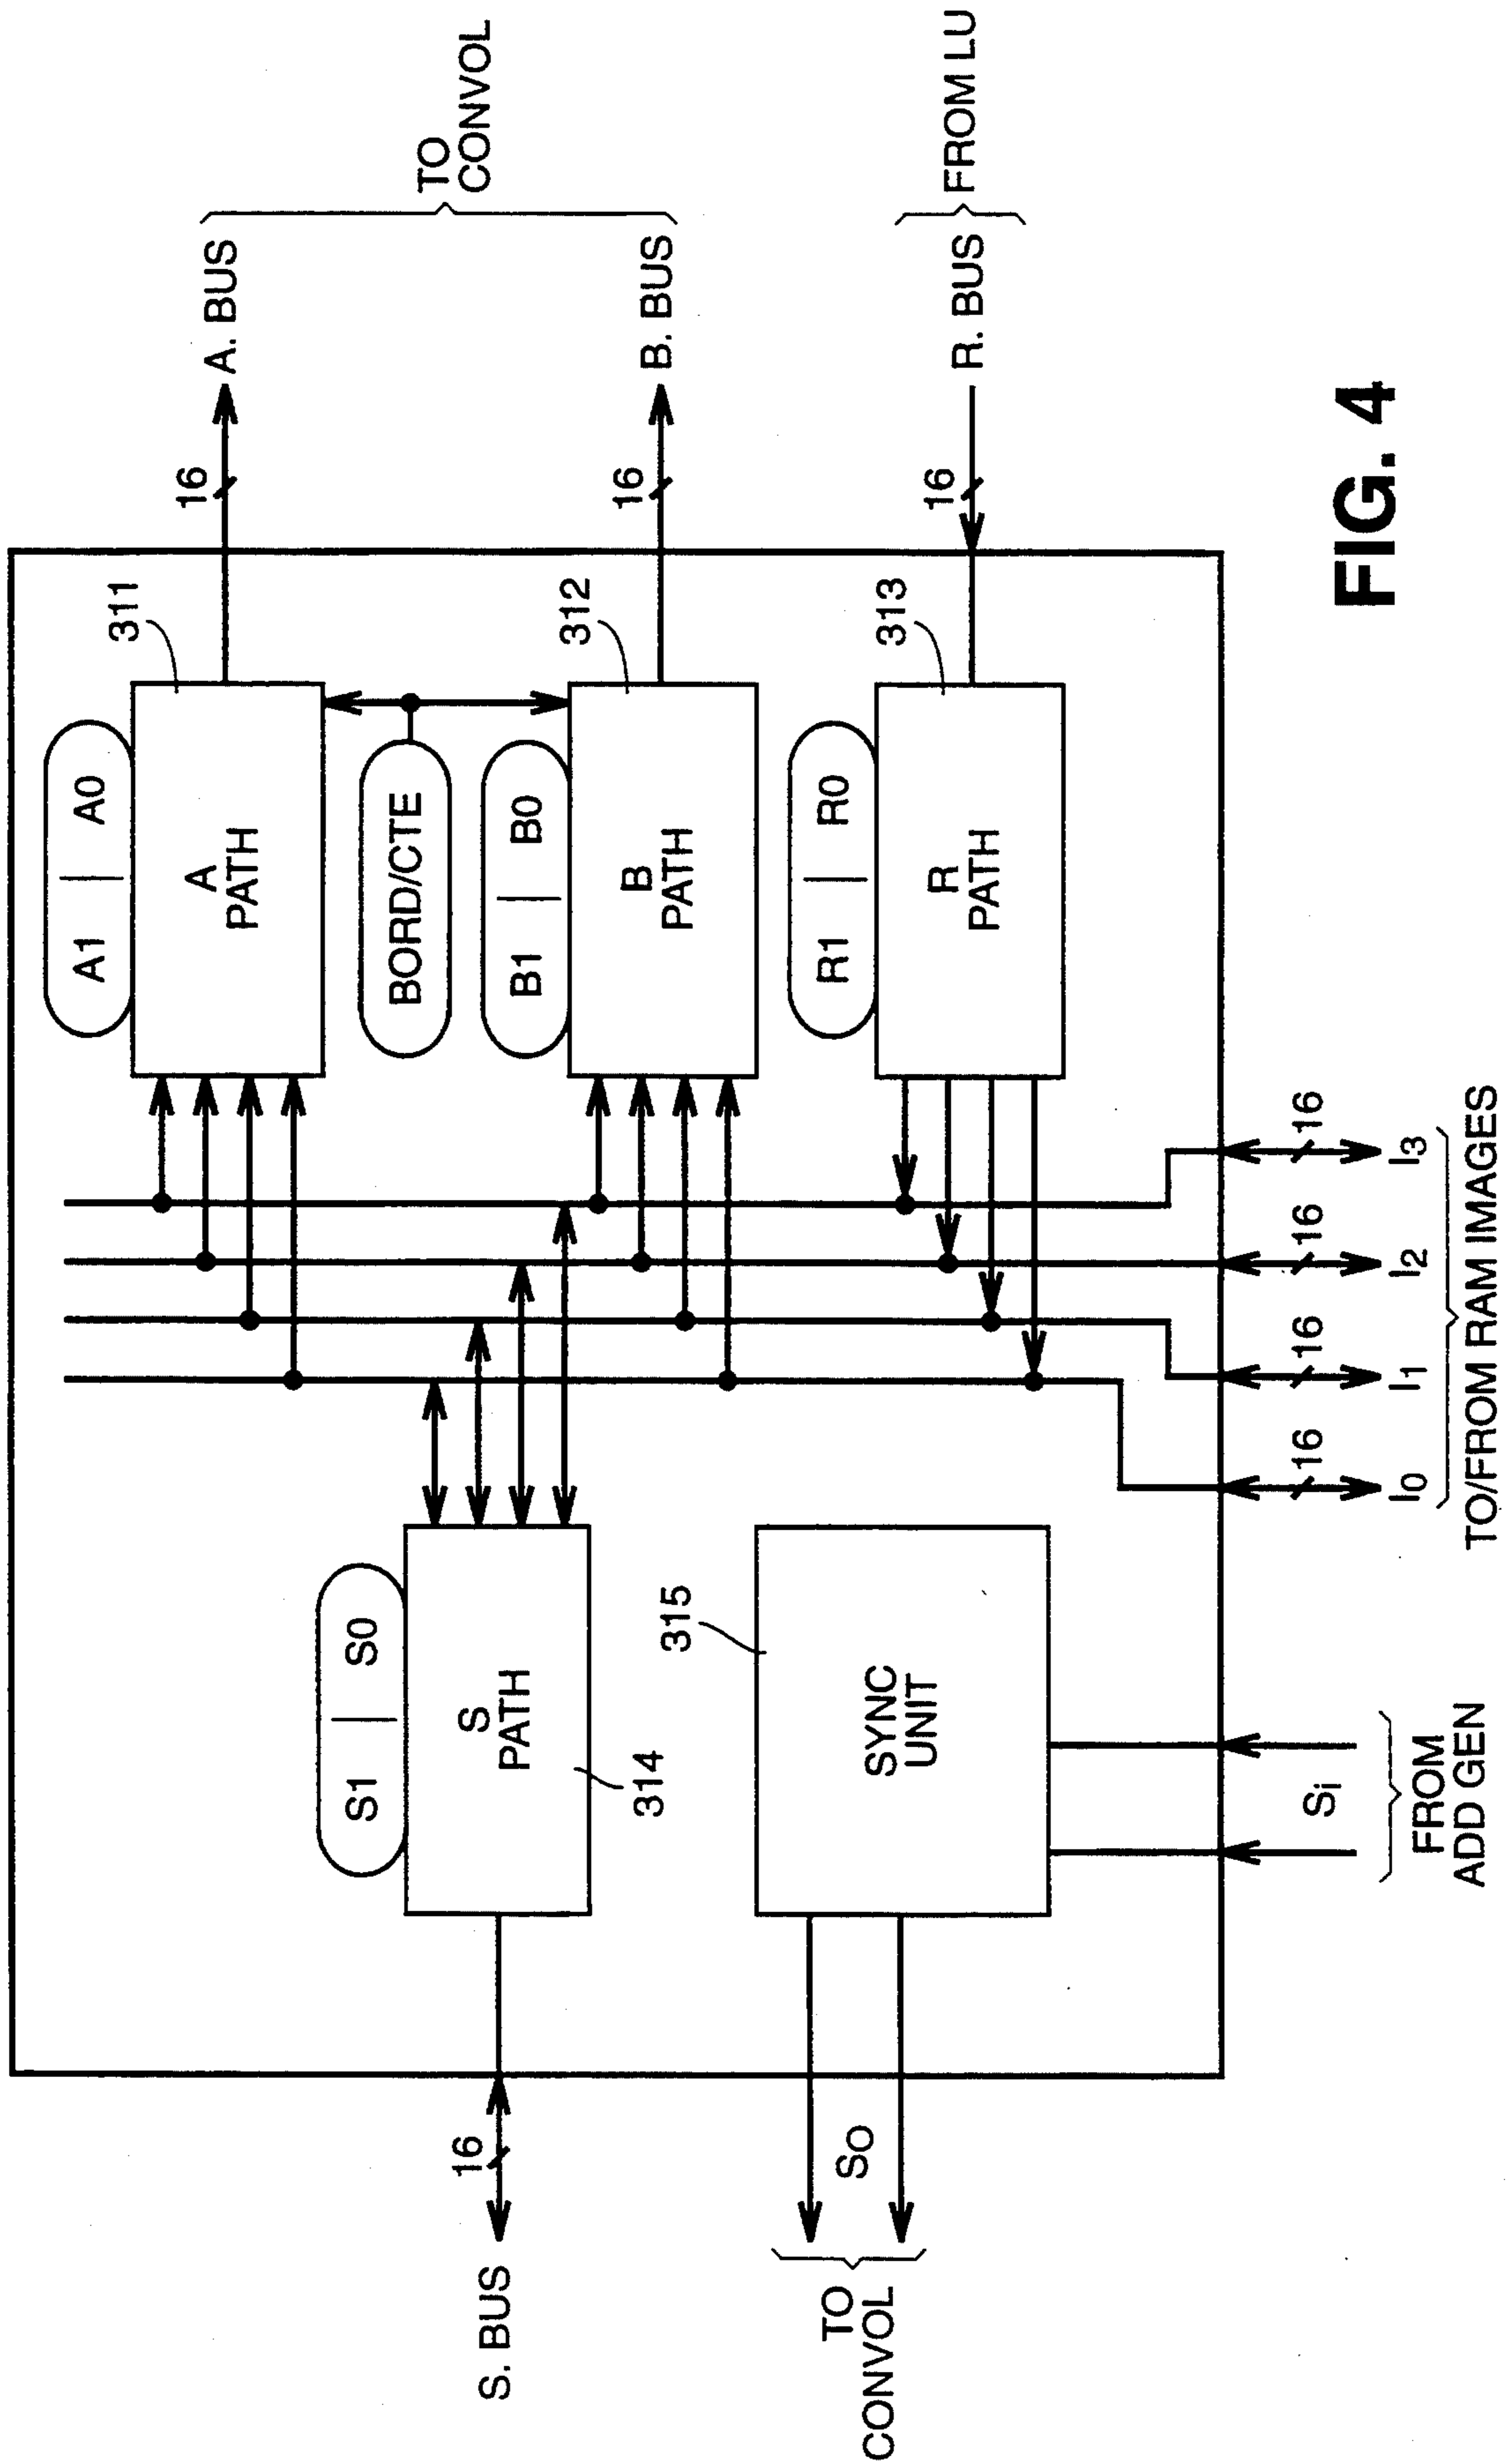 A1 | A0
311
A
PATH
16
A. BUS
BORD/CTE
TO
CONVOL
S1 | S0
S
PATH
314
16
S. BUS
B1 | B0
312
B
PATH
16
B. BUS
R1 | R0
313
R
PATH
16
R. BUS
FROM LU
315
SYNC
UNIT
So
TO
CONVOL
Si
FROM
ADD GEN
16
16
16
16
I0
I1
I2
I3
TO/FROM RAM IMAGES
FIG. 4